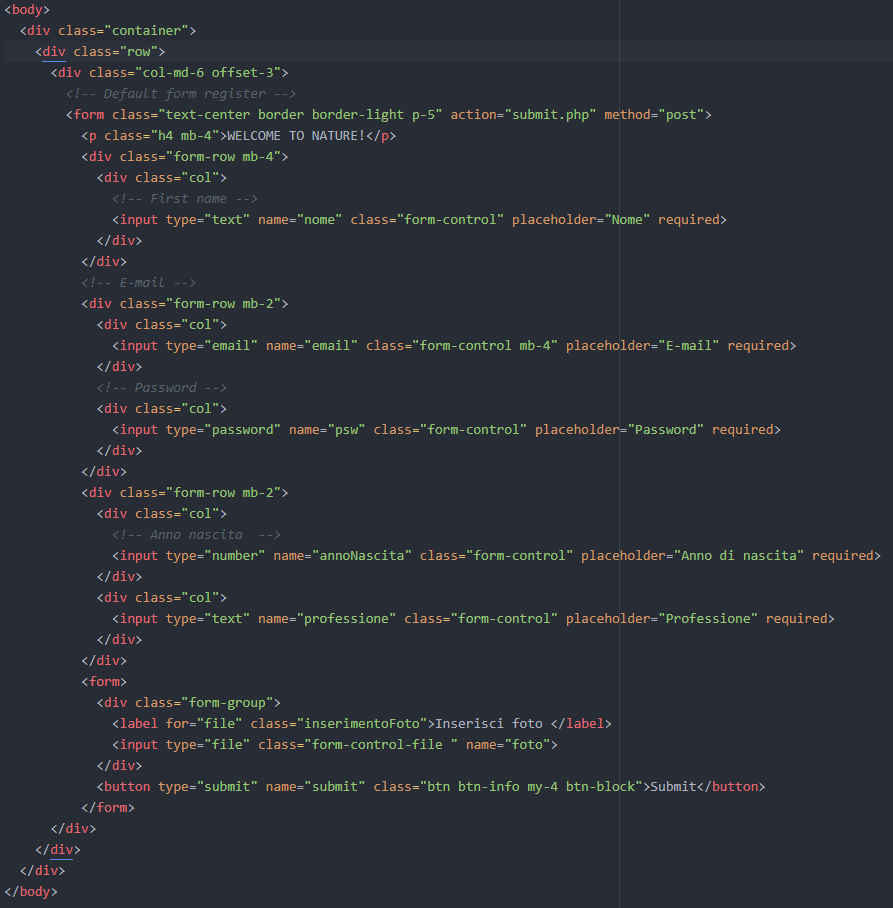 <body>
  <div class="container">
    <div class="row">
      <div class="col-md-6 offset-3">
        <!-- Default form register -->
        <form class="text-center border border-light p-5" action="submit.php" method="post">
          <p class="h4 mb-4">WELCOME TO NATURE!</p>
          <div class="form-row mb-4">
            <div class="col">
              <!-- First name -->
              <input type="text" name="nome" class="form-control" placeholder="Nome" required>
            </div>
          </div>
          <!-- E-mail -->
          <div class="form-row mb-2">
            <div class="col">
              <input type="email" name="email" class="form-control mb-4" placeholder="E-mail" required>
            </div>
            <!-- Password -->
            <div class="col">
              <input type="password" name="psw" class="form-control" placeholder="Password" required>
            </div>
          </div>
          <div class="form-row mb-2">
            <div class="col">
              <!-- Anno nascita  -->
              <input type="number" name="annoNascita" class="form-control" placeholder="Anno di nascita" required>
            </div>
            <div class="col">
              <input type="text" name="professione" class="form-control" placeholder="Professione" required>
            </div>
          </div>
          <form>
            <div class="form-group">
              <label for="file" class="inserimentoFoto">Inserisci foto </label>
              <input type="file" class="form-control-file " name="foto">
            </div>
            <button type="submit" name="submit" class="btn btn-info my-4 btn-block">Submit</button>
          </form>
      </div>
    </div>
  </div>
</body>